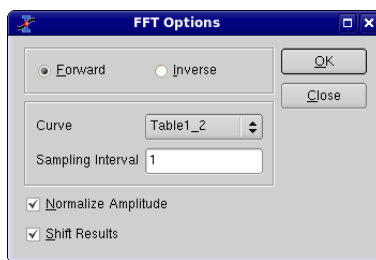 FFT Options
Forward Inverse
OK
Close
Curve Table1_2
Sampling Interval 1
Normalize Amplitude
Shift Results